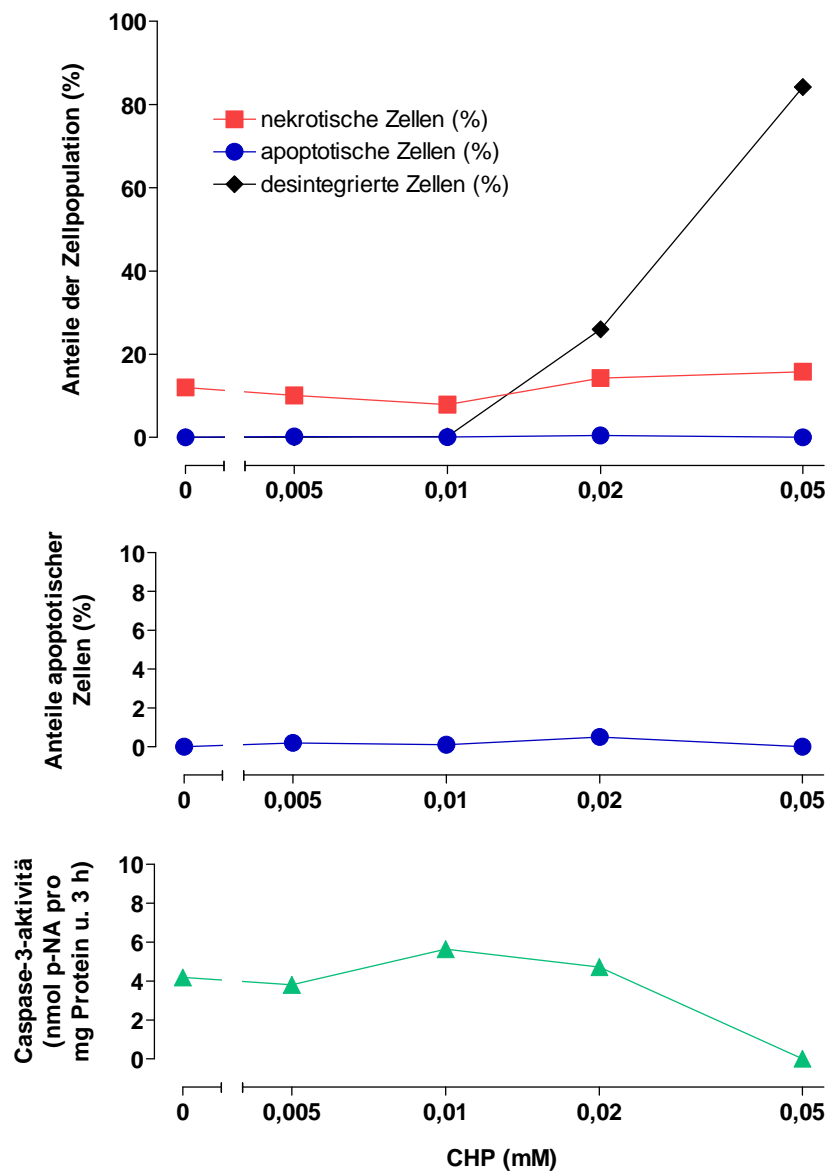 Anteile der Zellpopulation (%)
100
80
60
40
20
0
nekrotische Zellen (%)
apoptotische Zellen (%)
desintegrierte Zellen (%)
0 0,005 0,01 0,02 0,05
Anteile apoptotischer
Zellen (%)
10
8
6
4
2
0
0 0,005 0,01 0,02 0,05
Caspase-3-aktivitä
(nmol p-NA pro
mg Protein u. 3 h)
10
8
6
4
2
0
0 0,005 0,01 0,02 0,05
CHP (mM)